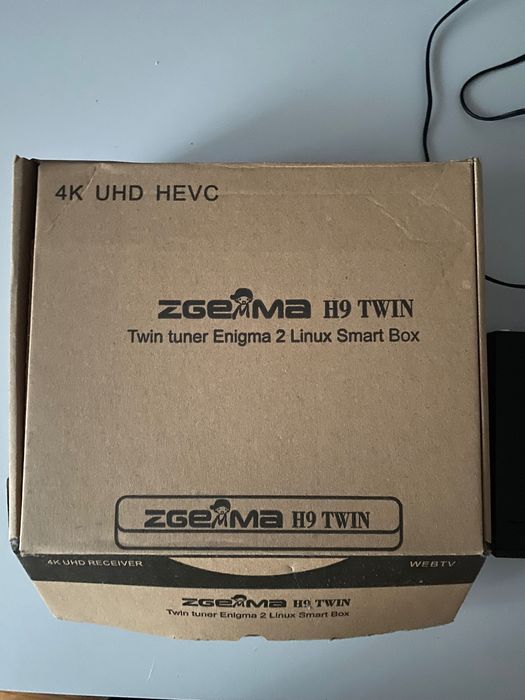 4K UHD HEVC
ZGEMMA H9 TWIN
Twin tuner Enigma 2 Linux Smart Box
ZGEMMA H9 TWIN
4K UHD RECEIVER
WEBTV
ZGEMMA H9 TWIN
Twin tuner Enigma 2 Linux Smart Box